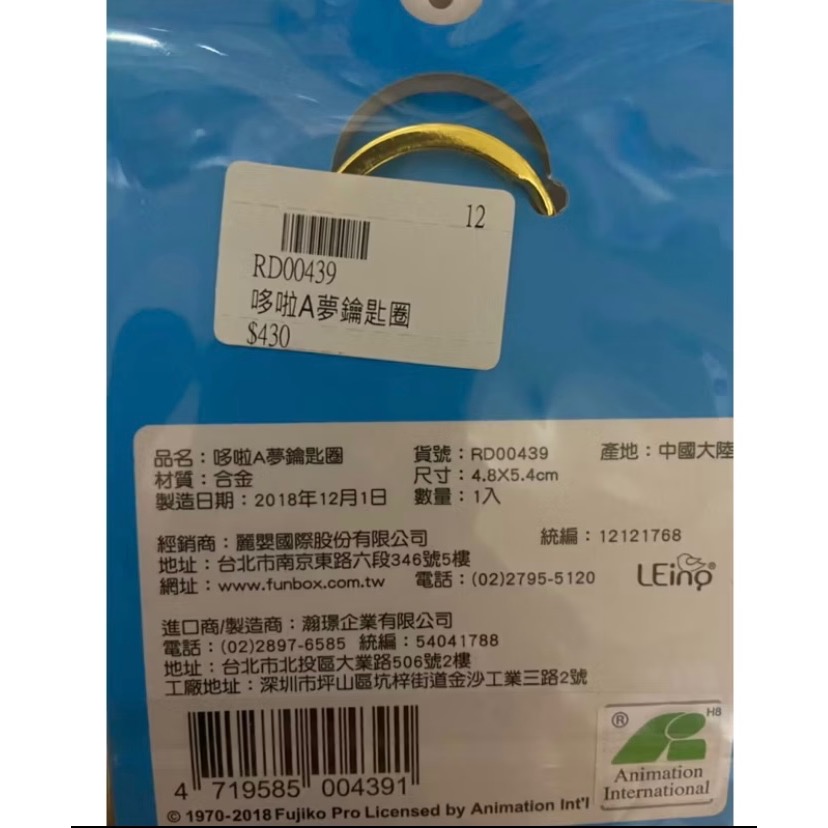 12
RD00439
哆啦A夢鑰匙圈
$430
品名：哆啦A夢鑰匙圈 貨號：RD00439 產地：中國大陸
材質：合金 尺寸：4.8X5.4cm
製造日期：2018年12月1日 數量：1入
經銷商：麗嬰國際股份有限公司 統編：12121768
地址：台北市南京東路六段346號5樓
網址：www.funbox.com.tw 電話：(02)2795-5120
LEing®
進口商/製造商：瀚璟企業有限公司
電話：(02)2897-6585 統編：54041788
地址：台北市北投區大業路506號2樓
工廠地址：深圳市坪山區坑梓街道金沙工業三路2號
4 719585 004391
® H8
Animation
International
© 1970-2018 Fujiko Pro Licensed by Animation Int'l